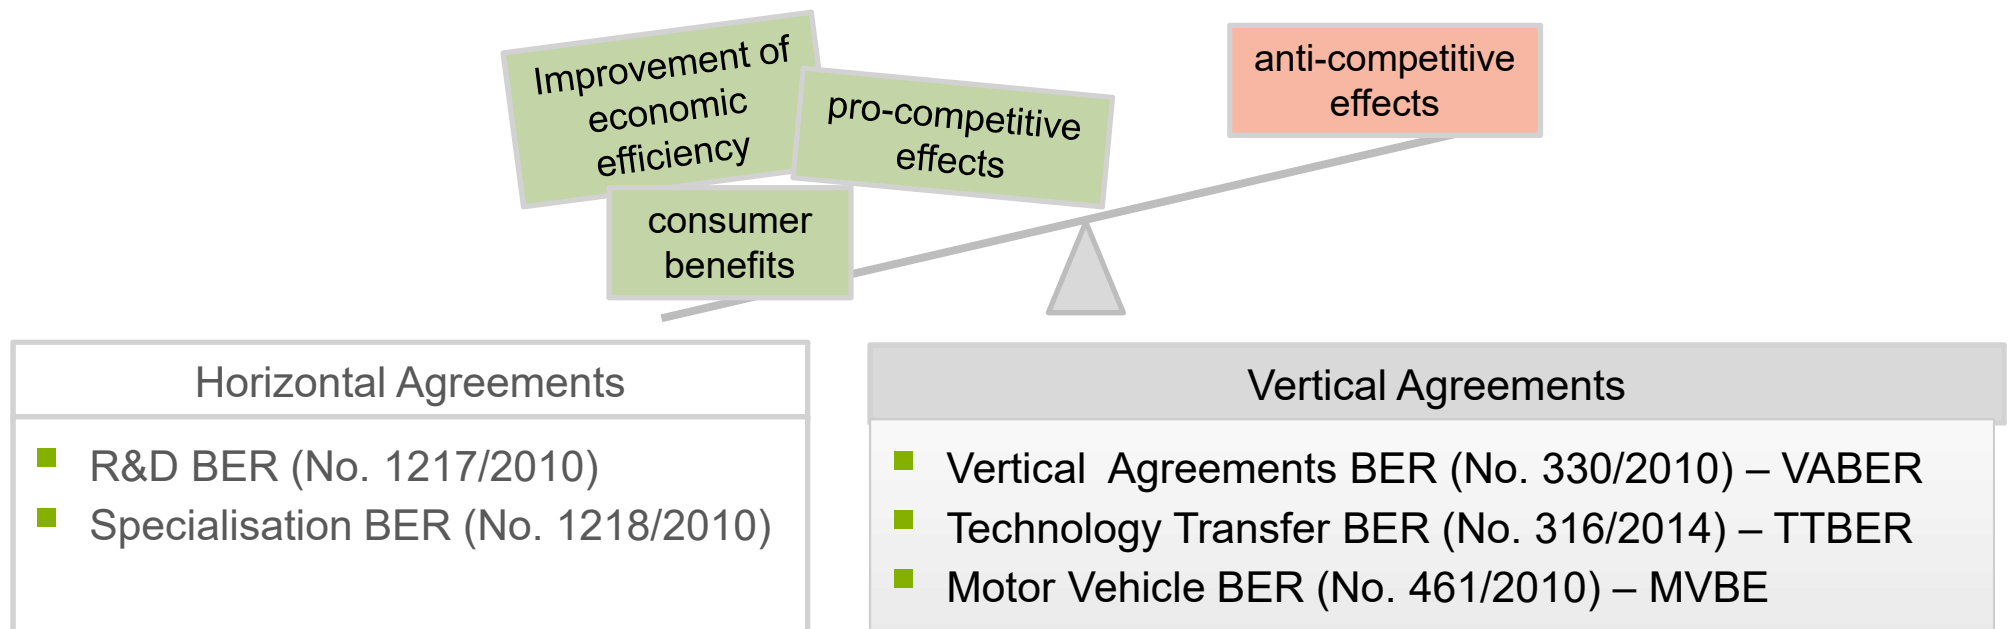 Improvement of
economic
efficiency
pro-competitive
effects
consumer
benefits
anti-competitive
effects
Horizontal Agreements
R&D BER (No. 1217/2010)
Specialisation BER (No. 1218/2010)
Vertical Agreements
Vertical  Agreements BER (No. 330/2010) – VABER
Technology Transfer BER (No. 316/2014) – TTBER
Motor Vehicle BER (No. 461/2010) – MVBE